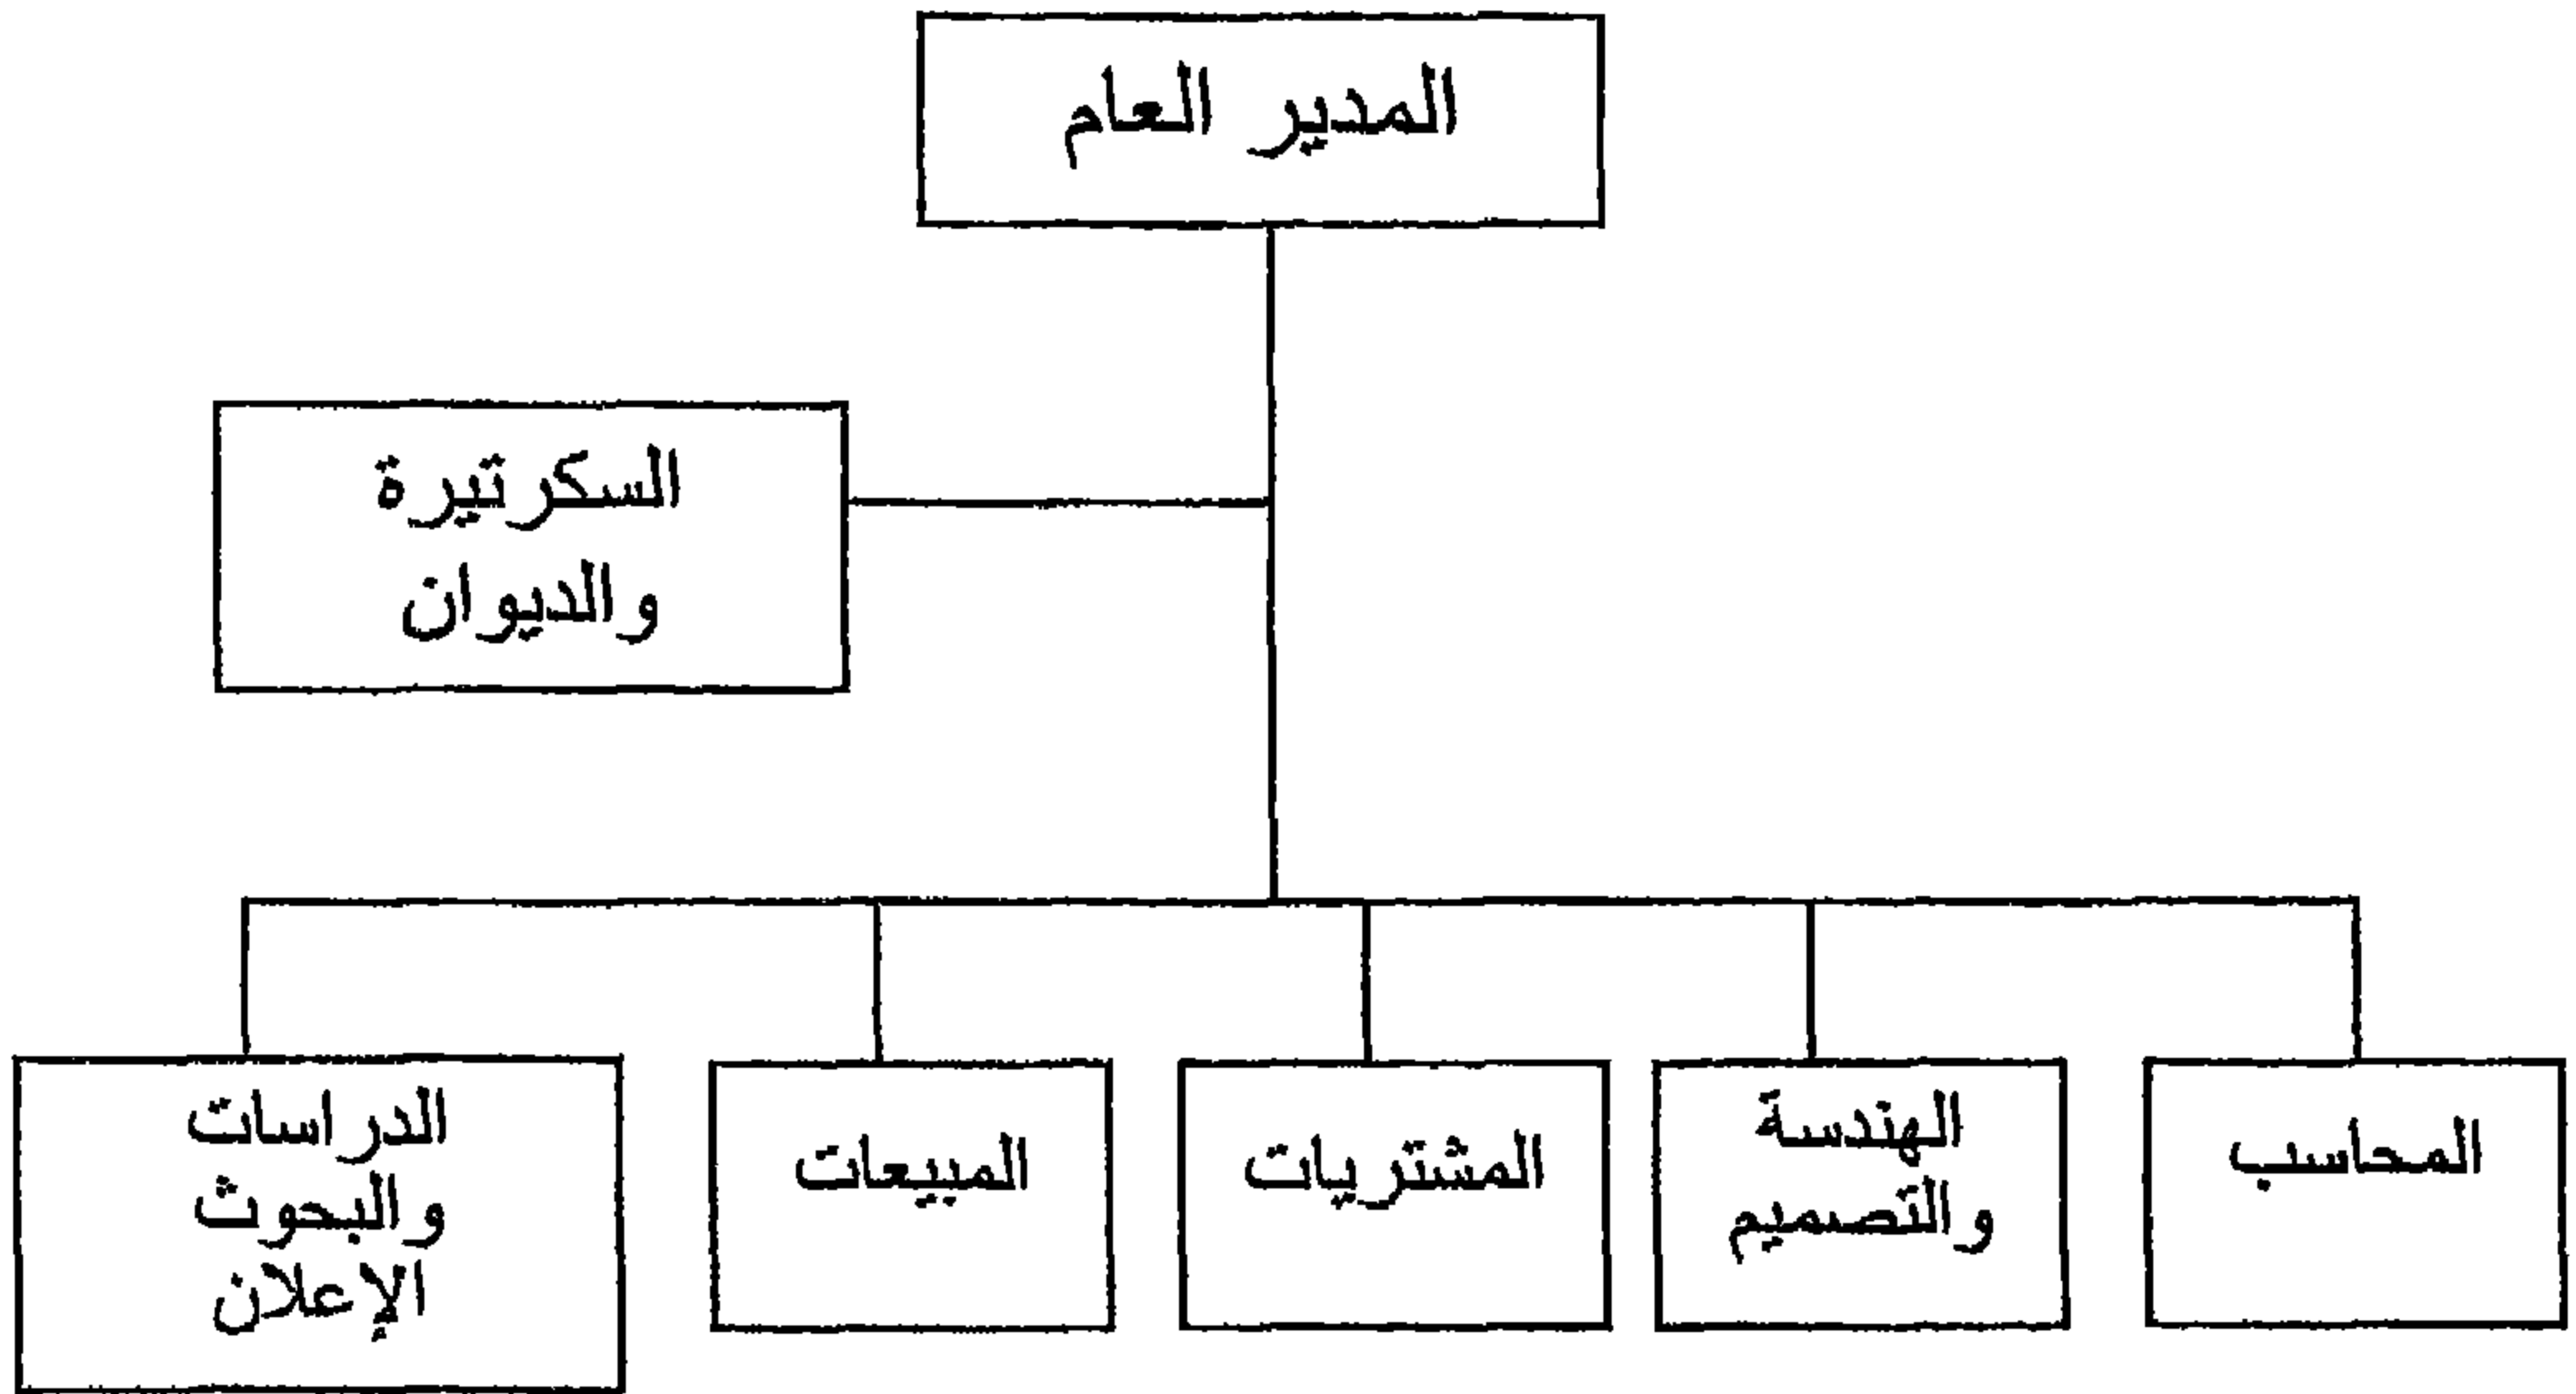 المدير العام
السكرتيرة
والديوان
المحاسب
الهندسة
والتصميم
المشتريات
المبيعات
الدراسات
والبحوث
الإعلان